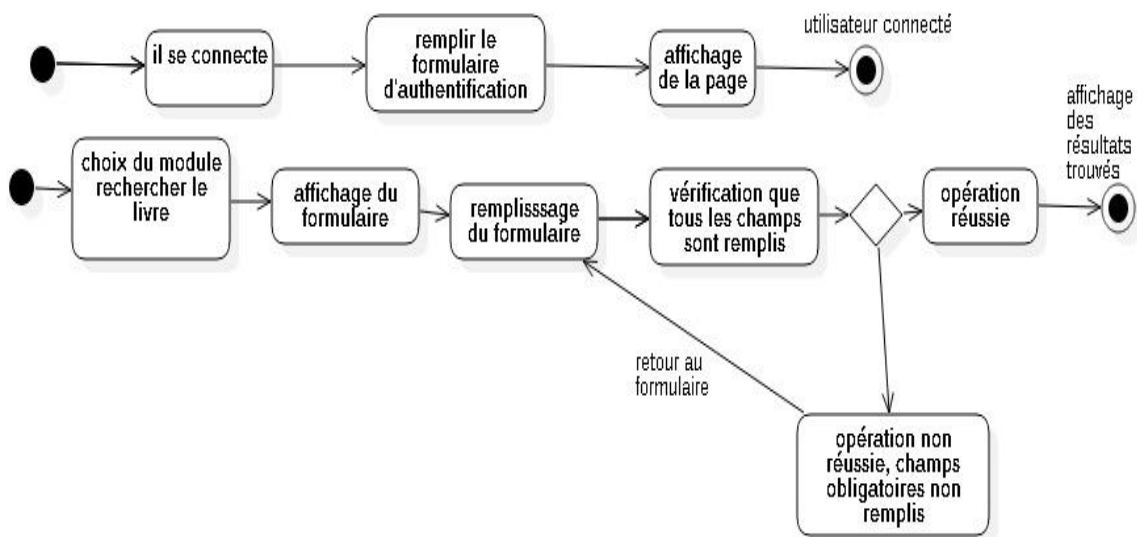 utilisateur connecté
il se connecte
remplir le
formulaire
d'authentification
affichage
de la page
affichage
des
résultats
trouvés
choix du module
rechercher le
livre
affichage du
formulaire
remplisssage
du formulaire
vérification que
tous les champs
sont remplis
opération
réussie
retour au
formulaire
opération non
réussie, champs
obligatoires non
remplis